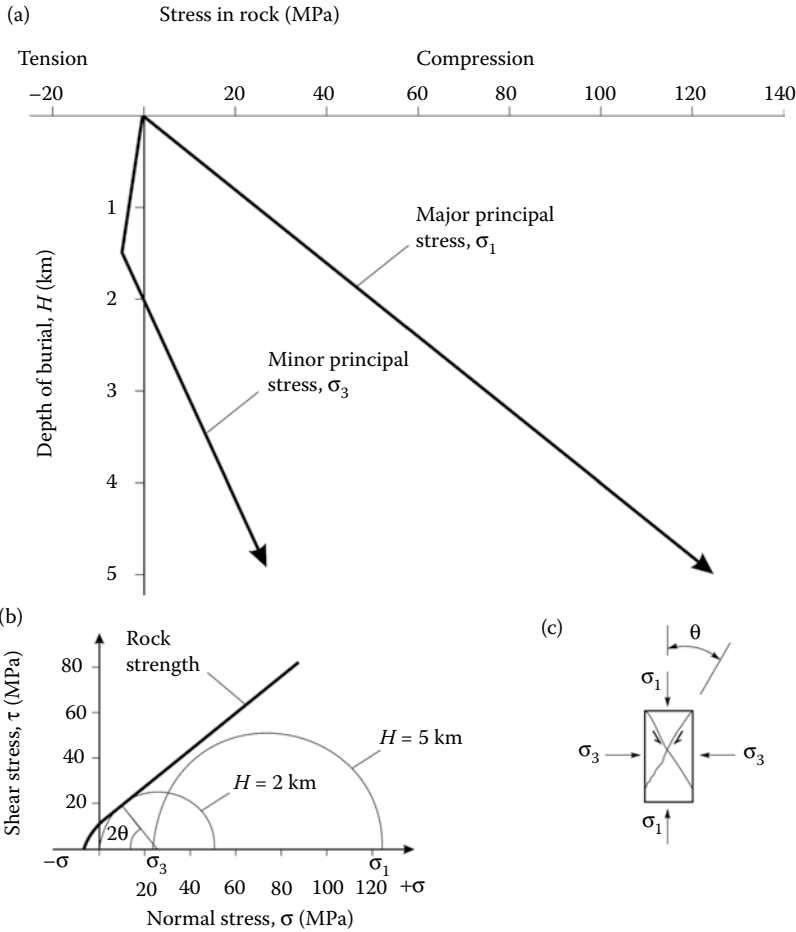 (a)
Stress in rock (MPa)
Tension
Compression
−20
20
40
60
80
100
120
140
Depth of burial, H (km)
1
2
3
4
5
Major principal
stress, σ1
Minor principal
stress, σ3
(b)
Shear stress, τ (MPa)
80
60
40
20
Rock
strength
H = 5 km
H = 2 km
2θ
−σ
σ3
σ1
20
40
60
80
100
120
+σ
Normal stress, σ (MPa)
(c)
θ
σ1
σ3
σ3
σ1